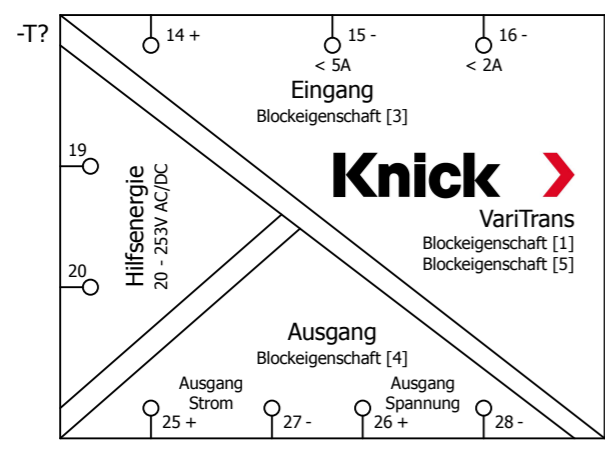 -T?
14 +
15 -
16 -
< 5A
< 2A
Eingang
Blockeigenschaft [3]
19
Hilfsenergie
20 - 253V AC/DC
Knick
VariTrans
Blockeigenschaft [1]
Blockeigenschaft [5]
20
Ausgang
Blockeigenschaft [4]
Ausgang
Strom
Ausgang
Spannung
25 +
27 -
26 +
28 -